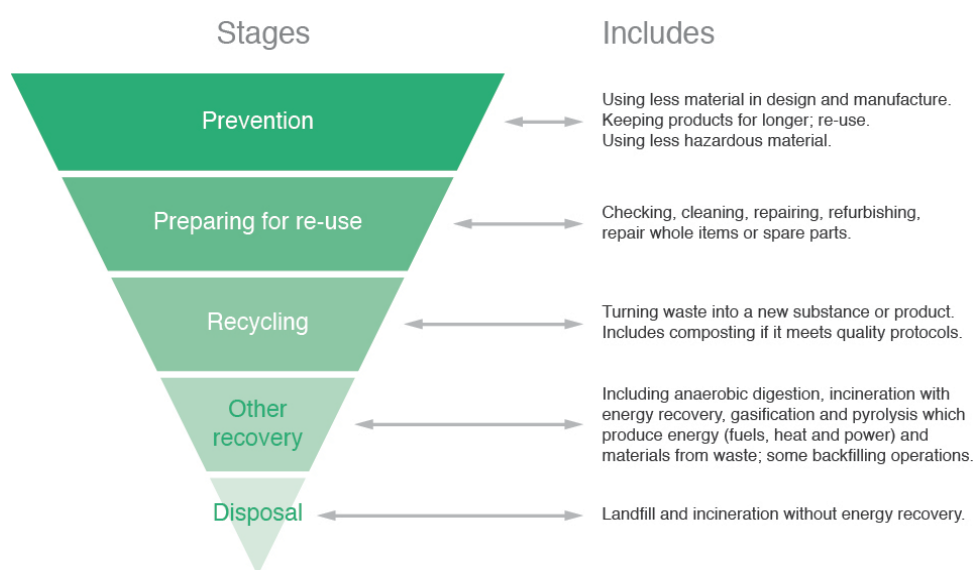 Stages
Includes
Prevention
Using less material in design and manufacture.
Keeping products for longer; re-use.
Using less hazardous material.
Preparing for re-use
Checking, cleaning, repairing, refurbishing,
repair whole items or spare parts.
Recycling
Turning waste into a new substance or product.
Includes composting if it meets quality protocols.
Other
recovery
Including anaerobic digestion, incineration with
energy recovery, gasification and pyrolysis which
produce energy (fuels, heat and power) and
materials from waste; some backfilling operations.
Disposal
Landfill and incineration without energy recovery.